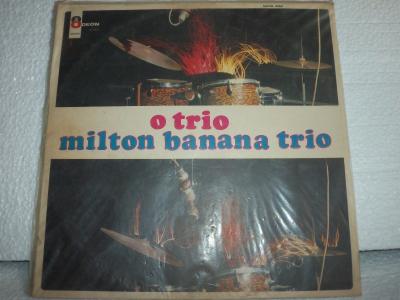 ODEON
o trio
milton banana trio